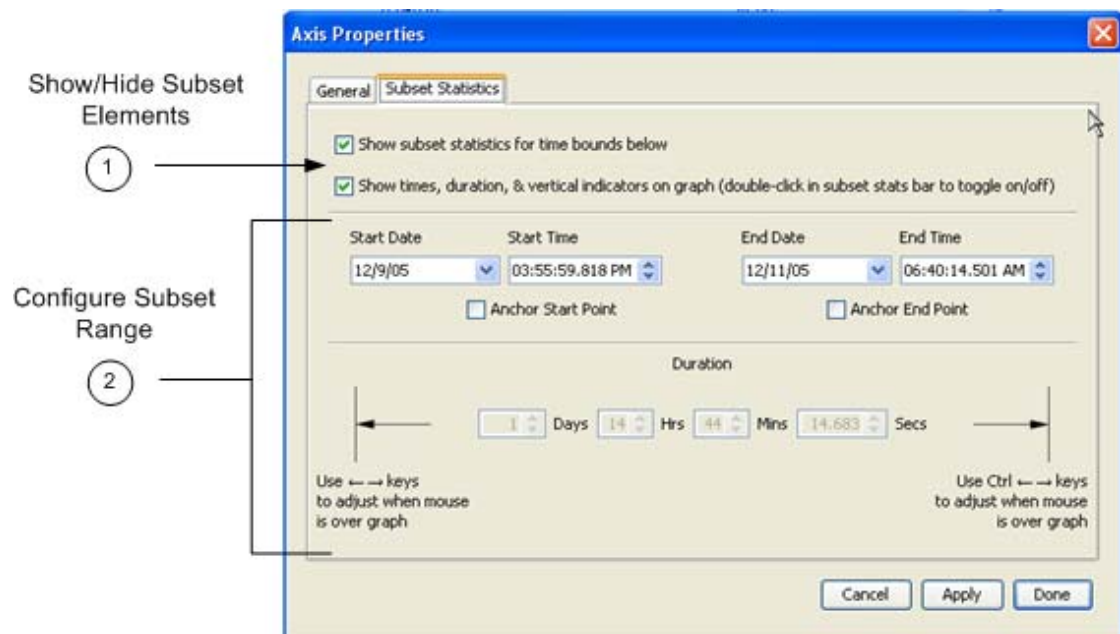 Axis Properties
General
Subset Statistics
Show/Hide Subset
Elements
1
Show subset statistics for time bounds below
Show times, duration, & vertical indicators on graph (double-click in subset stats bar to toggle on/off)
Start Date
Start Time
End Date
End Time
12/9/05
03:55:59.818 PM
12/11/05
06:40:14.501 AM
Anchor Start Point
Anchor End Point
Configure Subset
Range
2
Duration
1 Days 14 Hrs 44 Mins 14.683 Secs
Use ←→ keys
to adjust when mouse
is over graph
Use Ctrl ←→ keys
to adjust when mouse
is over graph
Cancel
Apply
Done